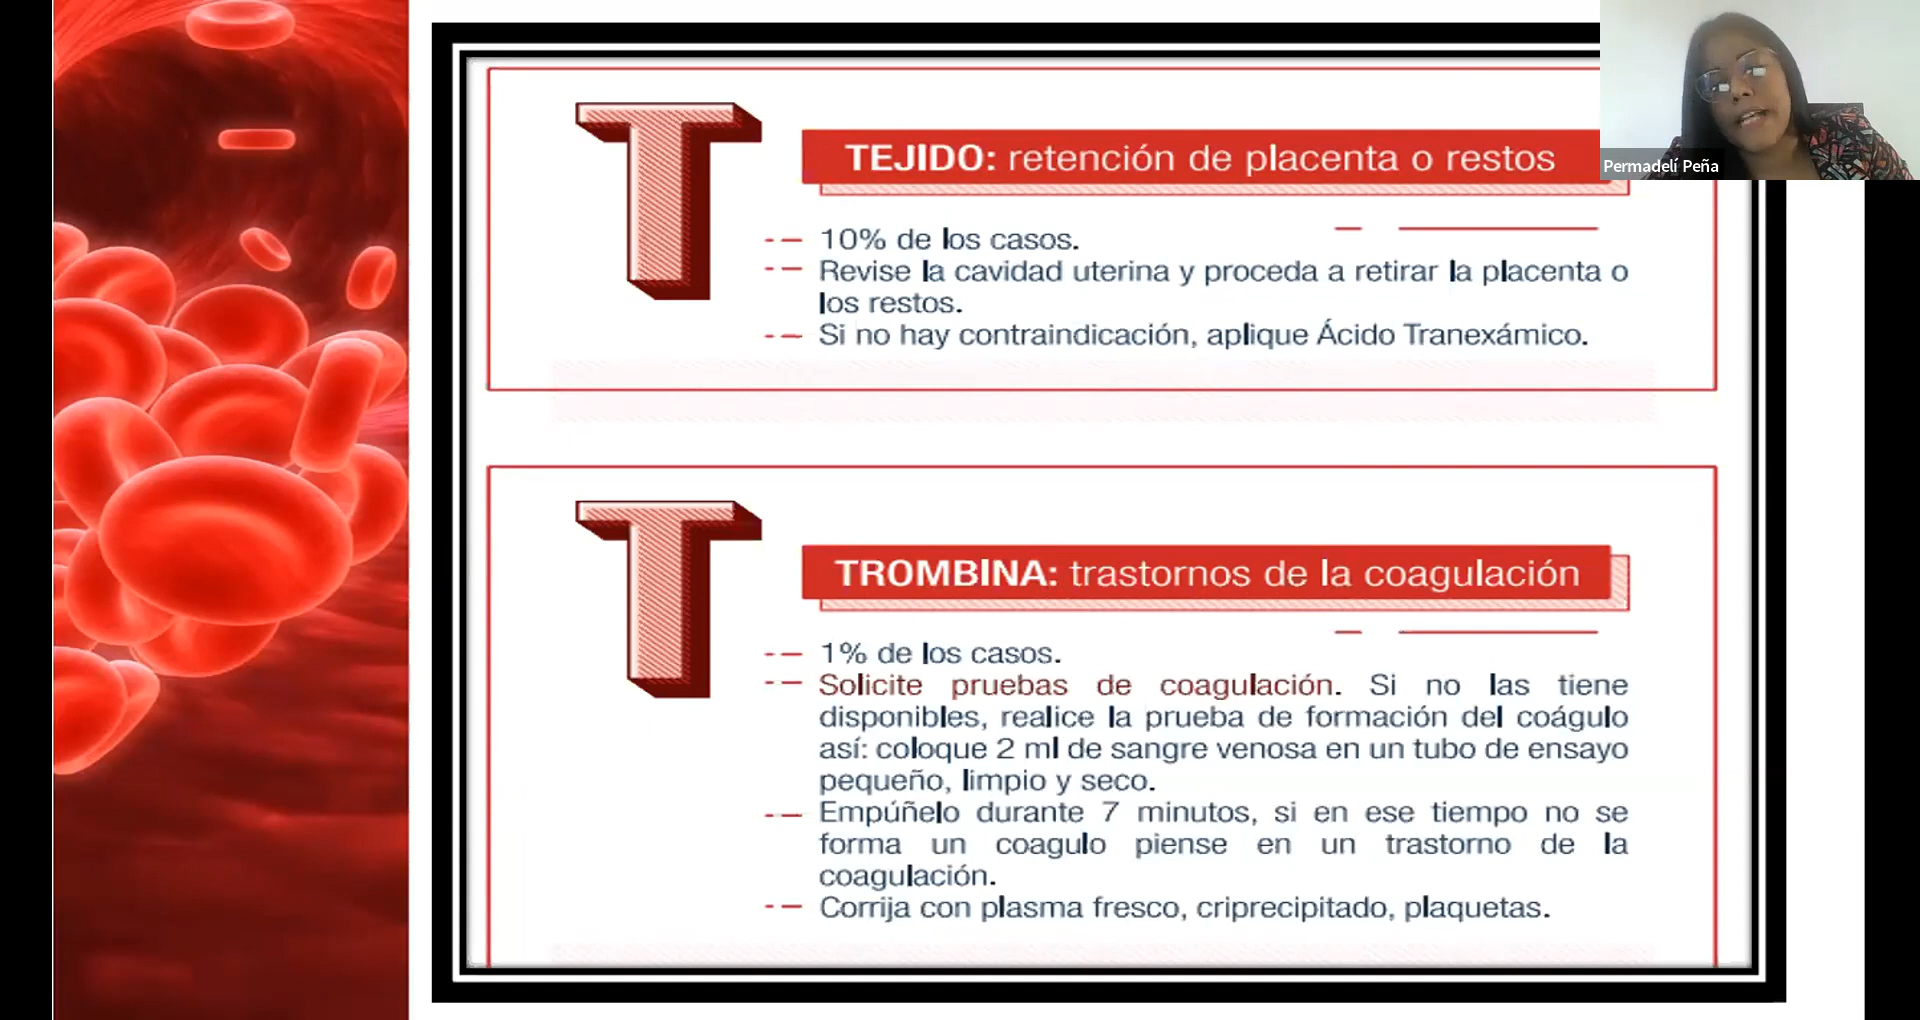 T
TEJIDO: retención de placenta o restos
Permadelí Peña
10% de los casos.
Revise la cavidad uterina y proceda a retirar la placenta o
los restos.
Si no hay contraindicación, aplique Ácido Tranexámico.
T
TROMBINA: trastornos de la coagulación
1% de los casos.
Solicite pruebas de coagulación. Si no las tiene
disponibles, realice la prueba de formación del coágulo
así: coloque 2 ml de sangre venosa en un tubo de ensayo
pequeño, limpio y seco.
Empúñelo durante 7 minutos, si en ese tiempo no se
forma un coagulo piense en un trastorno de la
coagulación.
Corrija con plasma fresco, criprecipitado, plaquetas.